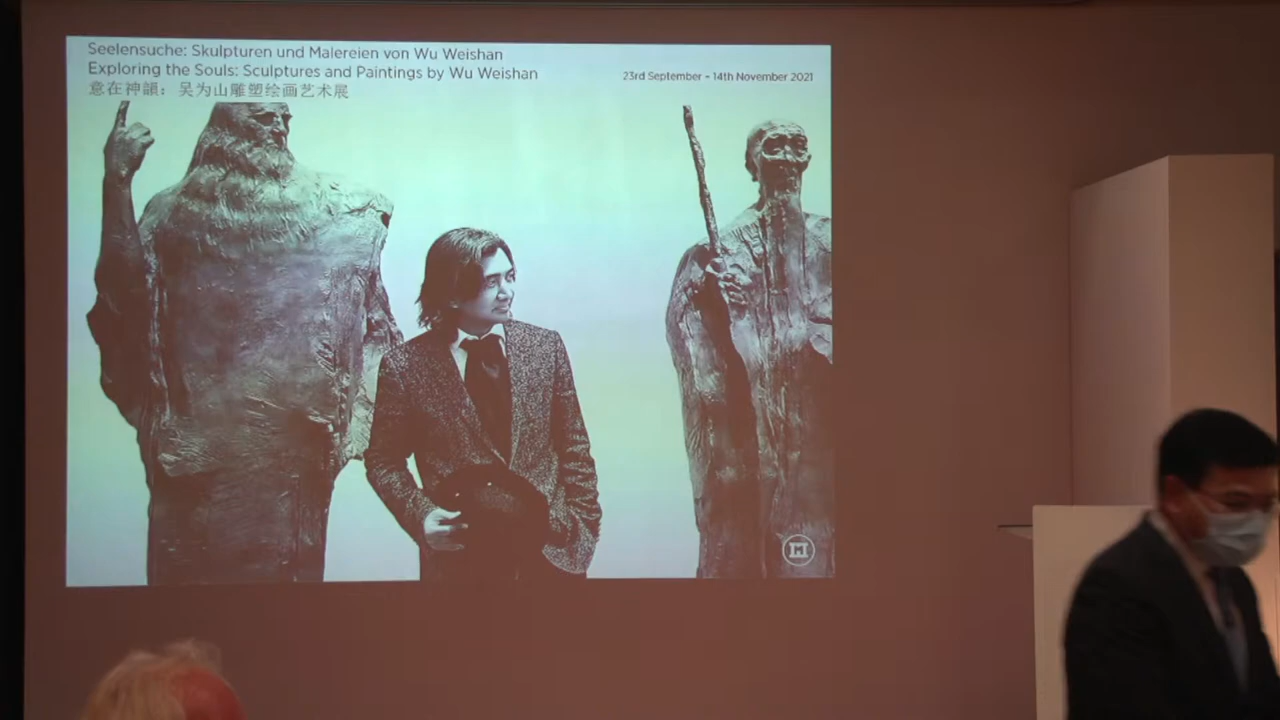 Seelensuche: Skulpturen und Malereien von Wu Weishan
Exploring the Souls: Sculptures and Paintings by Wu Weishan
23rd September - 14th November 2021
意在神韻：吴为山雕塑绘画艺术展